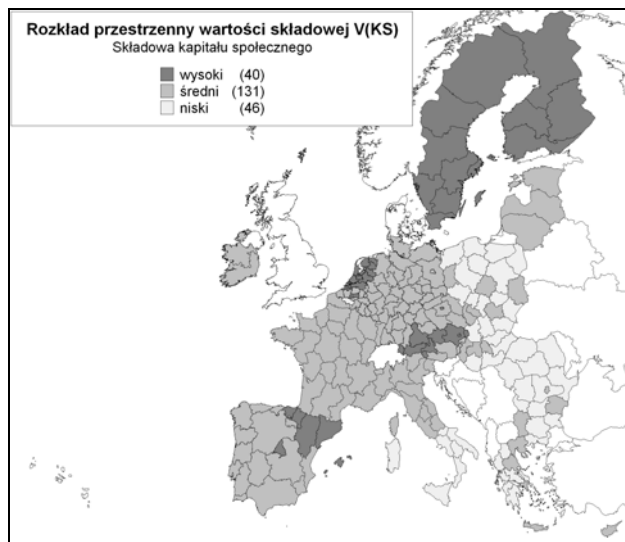 Rozkład przestrzenny wartości składowej V(KS)
Składowa kapitału społecznego
wysoki (40)
średni (131)
niski (46)